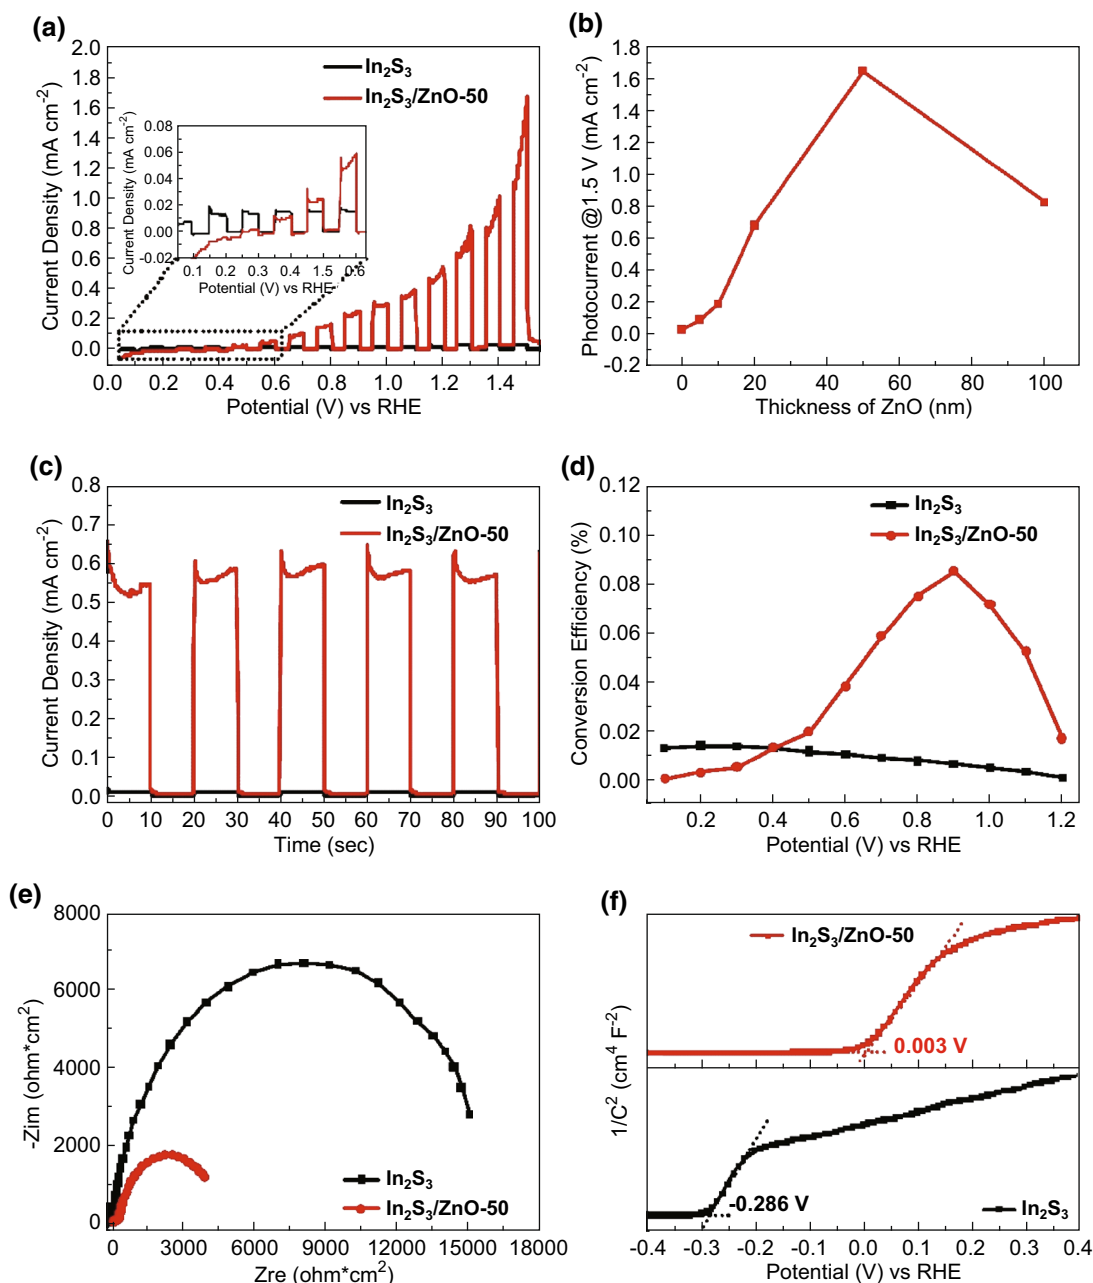 (a)
2.0
1.8
1.6
1.4
1.2
1.0
0.8
0.6
0.4
0.2
0.0
Current Density (mA cm-2)
In2S3
In2S3/ZnO-50
0.08
0.06
0.04
0.02
0.00
-0.02
Current Density (mA cm-2)
0.1 0.2 0.3 0.4 1.5 0.6
Potential (V) vs RHE
0.0 0.2 0.4 0.6 0.8 1.0 1.2 1.4
Potential (V) vs RHE
(b)
1.8
1.6
1.4
1.2
1.0
0.8
0.6
0.4
0.2
0.0
-0.2
Photocurrent @1.5 V (mA cm-2)
0 20 40 60 80 100
Thickness of ZnO (nm)
(c)
0.8
0.7
0.6
0.5
0.4
0.3
0.2
0.1
0.0
Current Density (mA cm-2)
In2S3
In2S3/ZnO-50
0 10 20 30 40 50 60 70 80 90 100
Time (sec)
(d)
0.12
0.10
0.08
0.06
0.04
0.02
0.00
Conversion Efficiency (%)
In2S3
In2S3/ZnO-50
0.2 0.4 0.6 0.8 1.0 1.2
Potential (V) vs RHE
(e)
8000
6000
4000
2000
0
-Zim (ohm*cm2)
In2S3
In2S3/ZnO-50
0 3000 6000 9000 12000 15000 18000
Zre (ohm*cm2)
(f)
1/C2 (cm4 F-2)
In2S3/ZnO-50
0.003 V
-0.286 V
In2S3
-0.4 -0.3 -0.2 -0.1 0.0 0.1 0.2 0.3 0.4
Potential (V) vs RHE